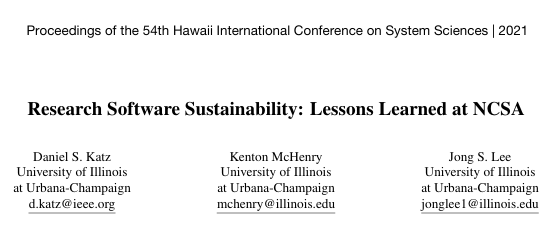 Proceedings of the 54th Hawaii International Conference on System Sciences | 2021
Research Software Sustainability: Lessons Learned at NCSA
Daniel S. Katz
University of Illinois
at Urbana-Champaign
d.katz@ieee.org
Kenton McHenry
University of Illinois
at Urbana-Champaign
mchenry@illinois.edu
Jong S. Lee
University of Illinois
at Urbana-Champaign
jonglee1@illinois.edu